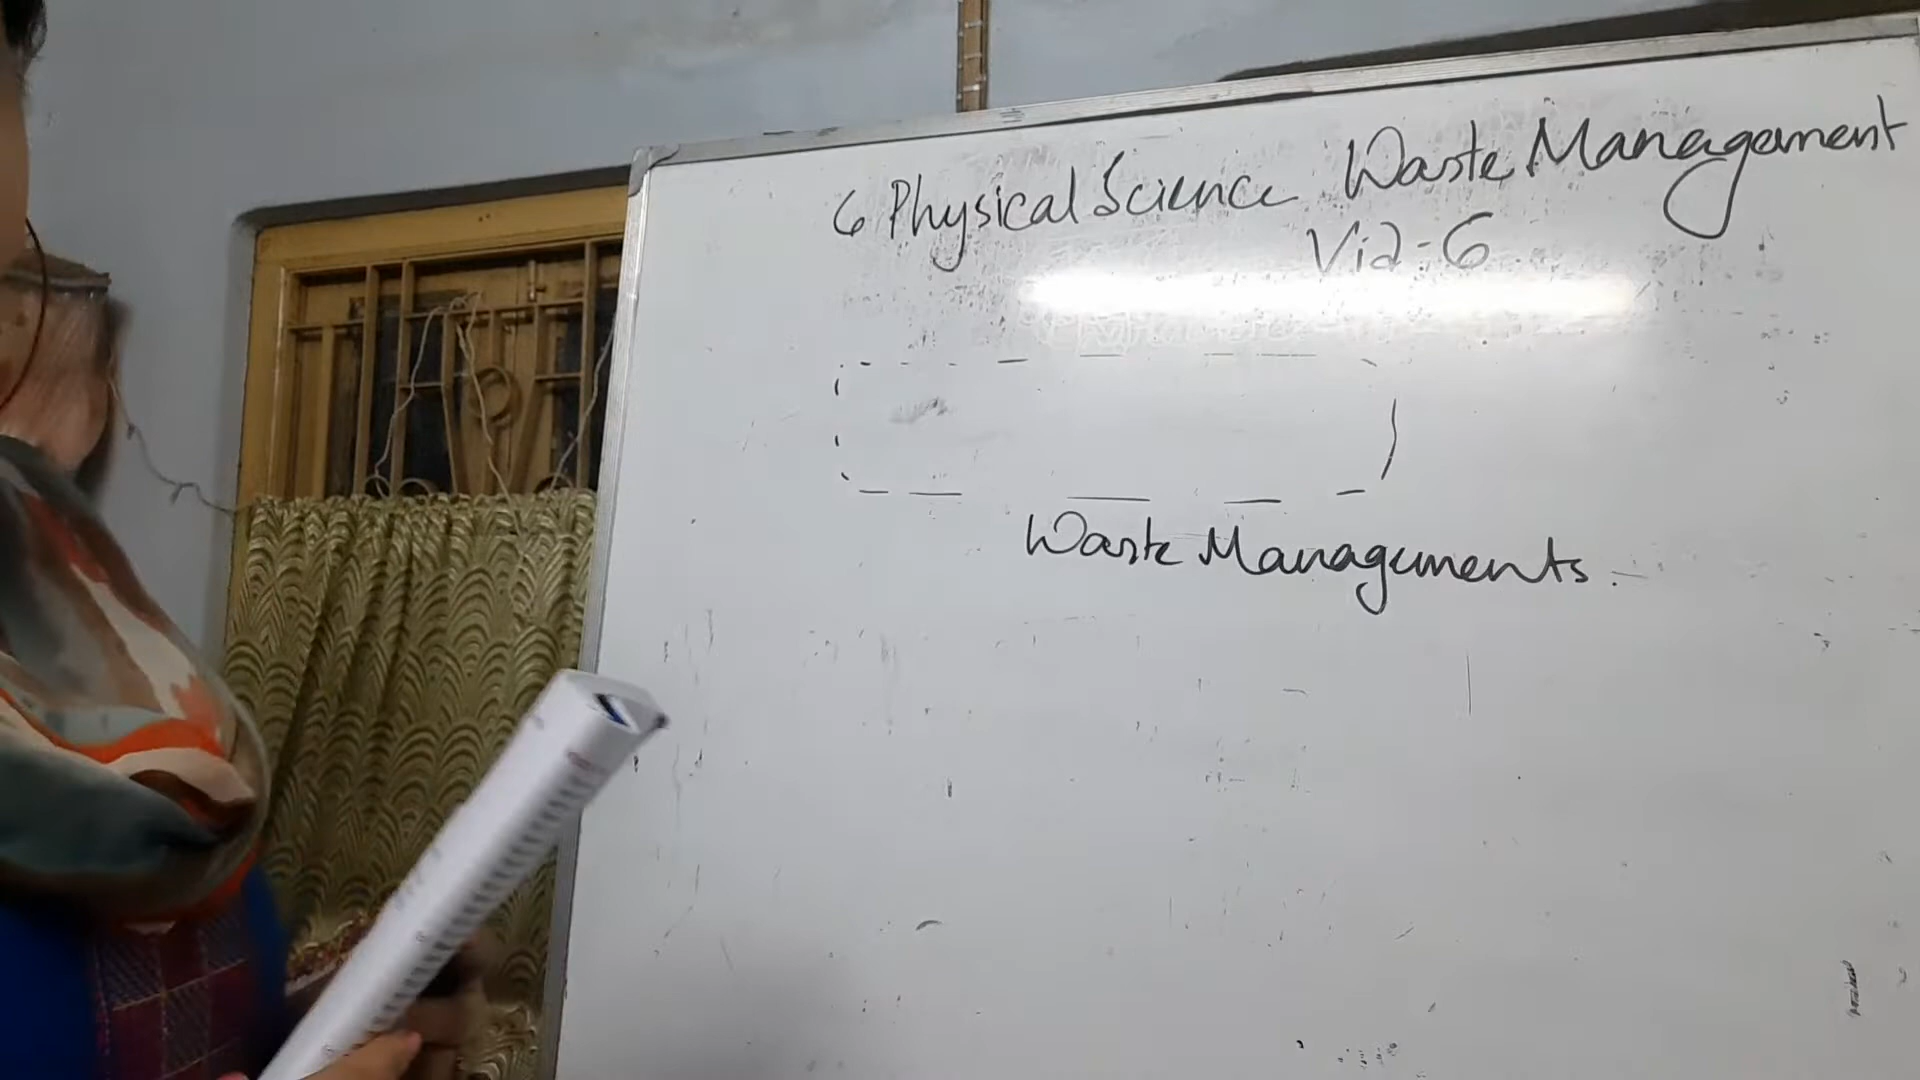 6 Physical Science Waste Management
Vid-6
Waste Managements.